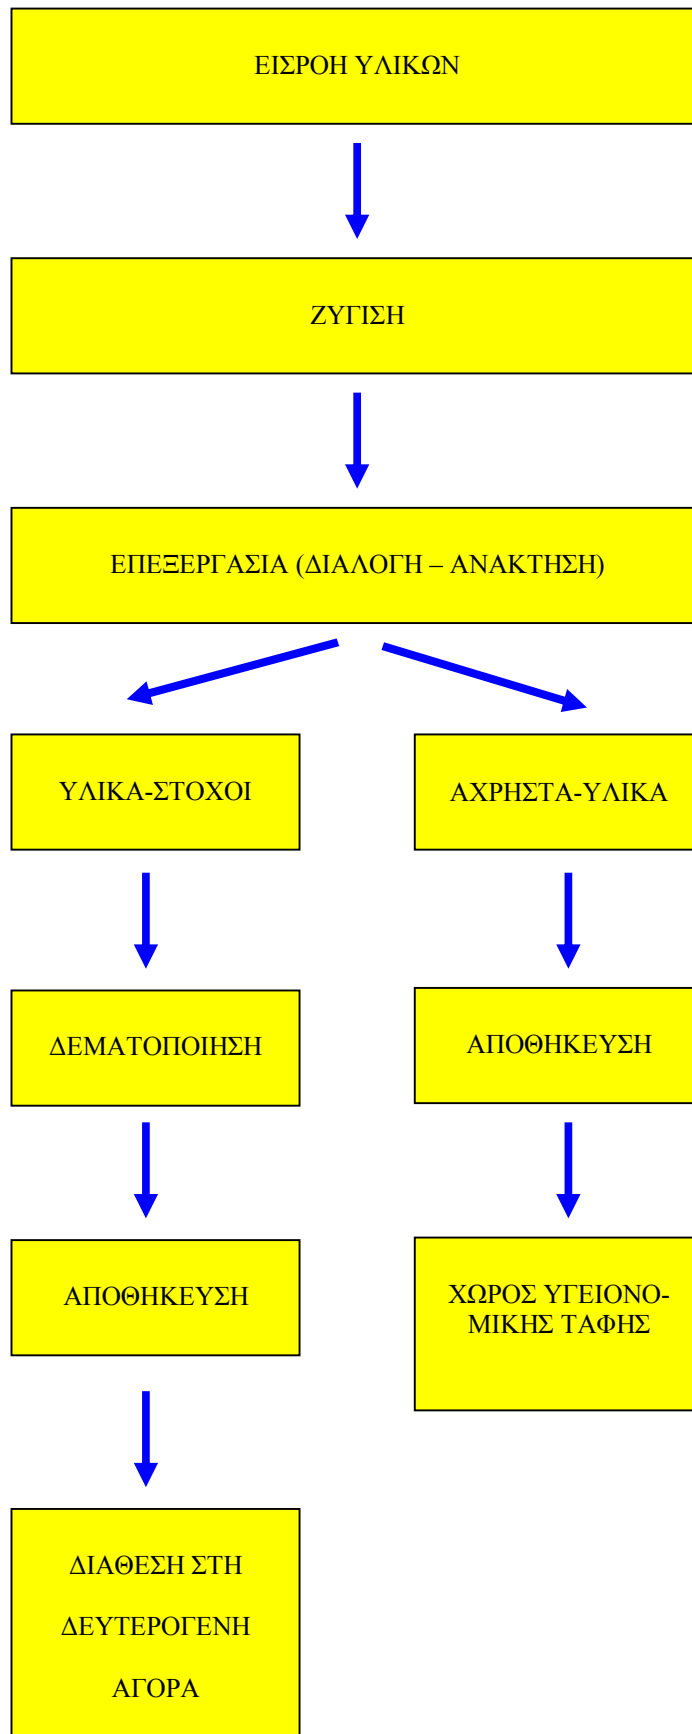 ΕΙΣΡΟΗ ΥΛΙΚΩΝ
ΖΥΓΙΣΗ
ΕΠΕΞΕΡΓΑΣΙΑ (ΔΙΑΛΟΓΗ – ΑΝΑΚΤΗΣΗ)
ΥΛΙΚΑ-ΣΤΟΧΟΙ
ΑΧΡΗΣΤΑ-ΥΛΙΚΑ
ΔΕΜΑΤΟΠΟΙΗΣΗ
ΑΠΟΘΗΚΕΥΣΗ
ΑΠΟΘΗΚΕΥΣΗ
ΧΩΡΟΣ ΥΓΕΙΟΝΟ-
ΜΙΚΗΣ ΤΑΦΗΣ
ΔΙΑΘΕΣΗ ΣΤΗ
ΔΕΥΤΕΡΟΓΕΝΗ
ΑΓΟΡΑ